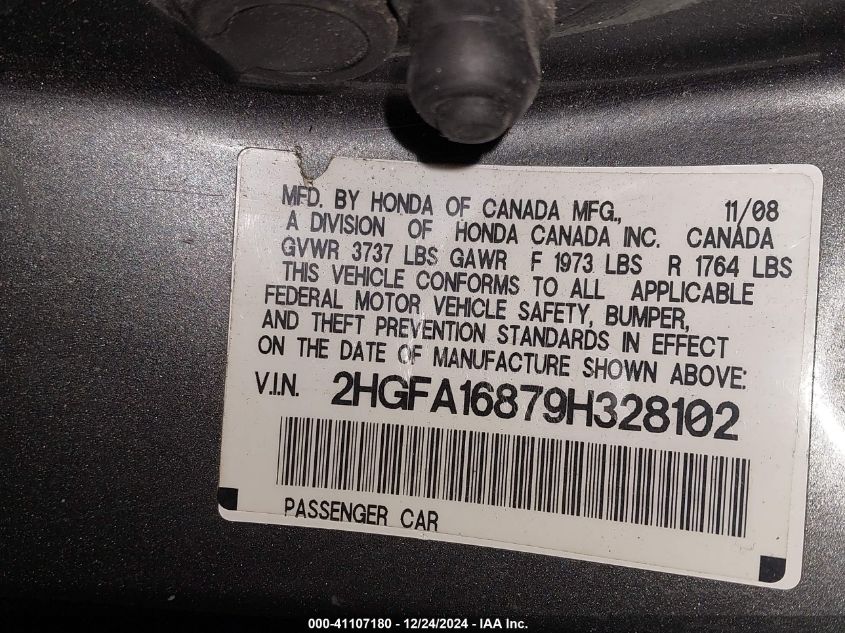 MFD. BY HONDA OF CANADA MFG., 11/08
A DIVISION OF HONDA CANADA INC. CANADA
GVWR 3737 LBS GAWR F 1973 LBS R 1764 LBS
THIS VEHICLE CONFORMS TO ALL APPLICABLE
FEDERAL MOTOR VEHICLE SAFETY, BUMPER,
AND THEFT PREVENTION STANDARDS IN EFFECT
ON THE DATE OF MANUFACTURE SHOWN ABOVE:
V.I.N. 2HGFA16879H328102
PASSENGER CAR
000-41107180 - 12/24/2024 - IAA Inc.